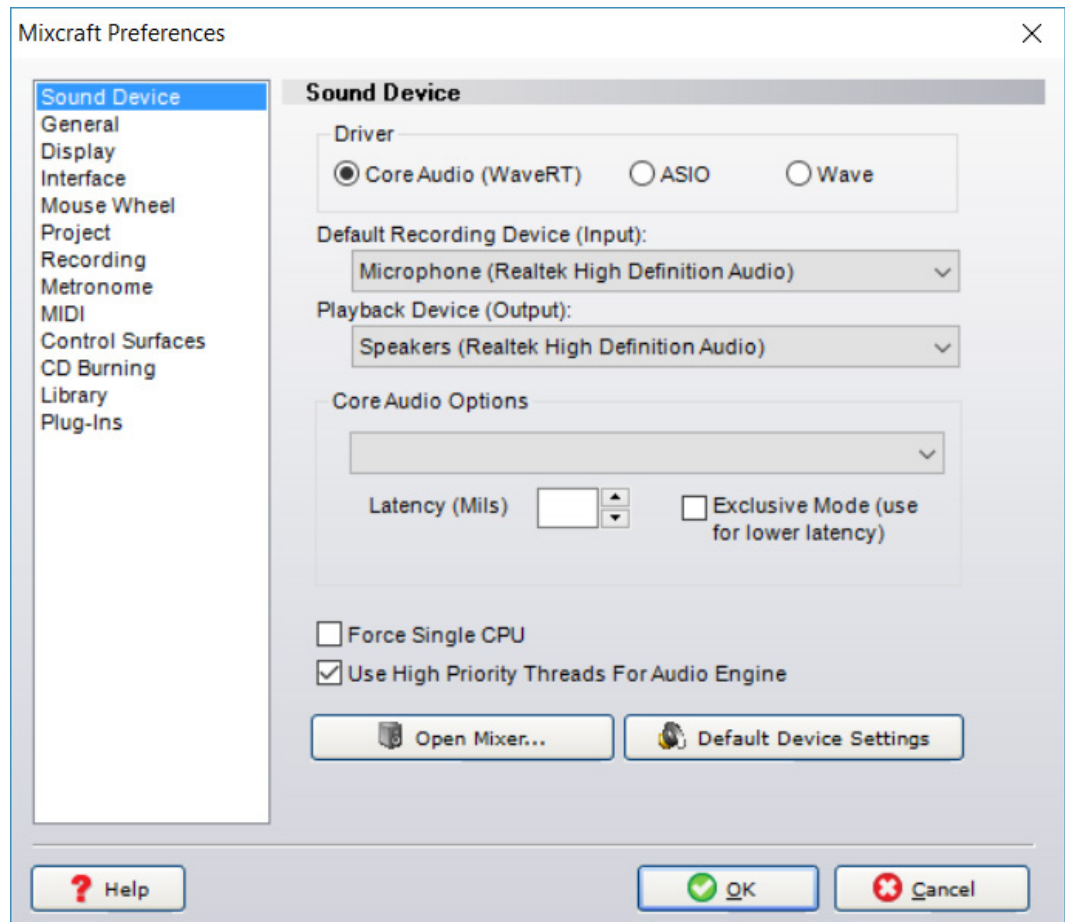 Mixcraft Preferences
Sound Device
General
Display
Interface
Mouse Wheel
Project
Recording
Metronome
MIDI
Control Surfaces
CD Burning
Library
Plug-Ins
Sound Device
Driver
Core Audio (WaveRT) ASIO Wave
Default Recording Device (Input):
Microphone (Realtek High Definition Audio)
Playback Device (Output):
Speakers (Realtek High Definition Audio)
Core Audio Options
Latency (Mils)
Exclusive Mode (use
for lower latency)
Force Single CPU
Use High Priority Threads For Audio Engine
Open Mixer... Default Device Settings
Help OK Cancel